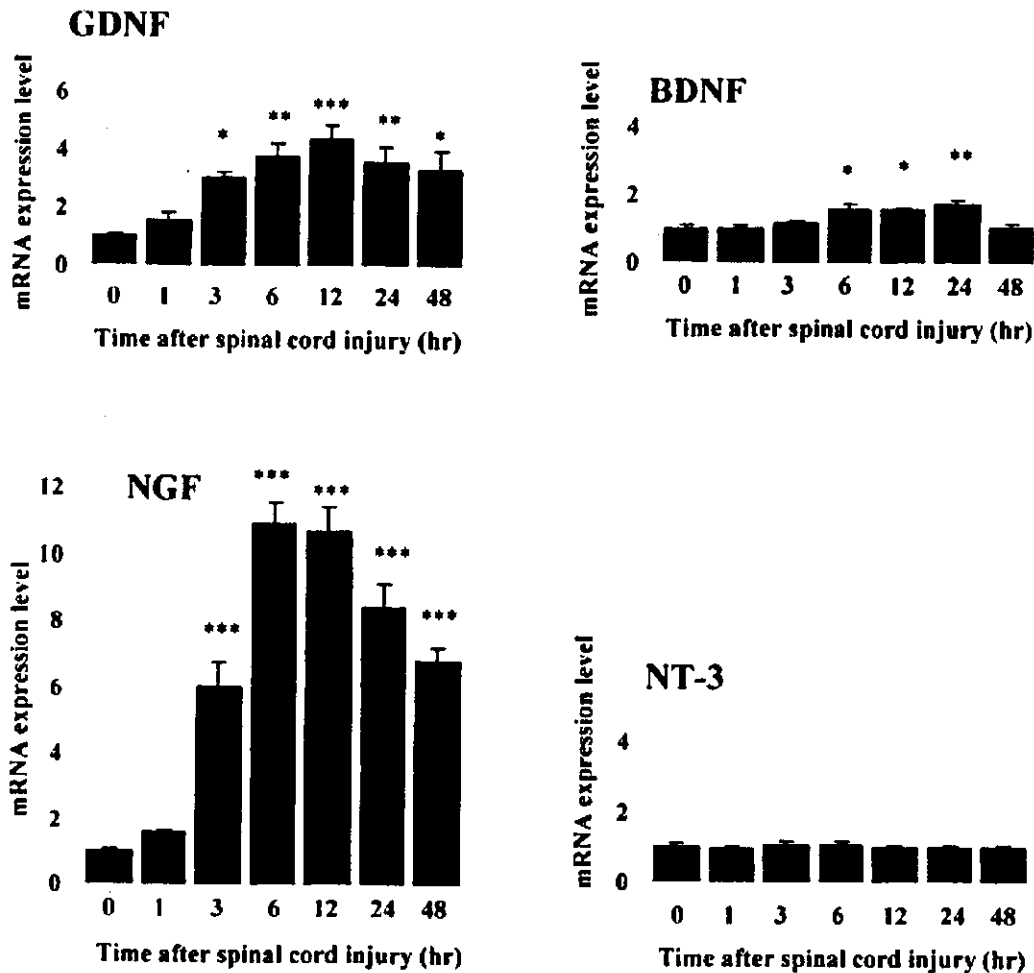 GDNF
mRNA expression level
6
4
2
0
* ** *** ** *
0 1 3 6 12 24 48
Time after spinal cord injury (hr)
BDNF
mRNA expression level
4
2
0
* * **
0 1 3 6 12 24 48
Time after spinal cord injury (hr)
NGF
mRNA expression level
12
10
8
6
4
2
0
*** *** *** *** ***
0 1 3 6 12 24 48
Time after spinal cord injury (hr)
NT-3
mRNA expression level
4
2
0
0 1 3 6 12 24 48
Time after spinal cord injury (hr)